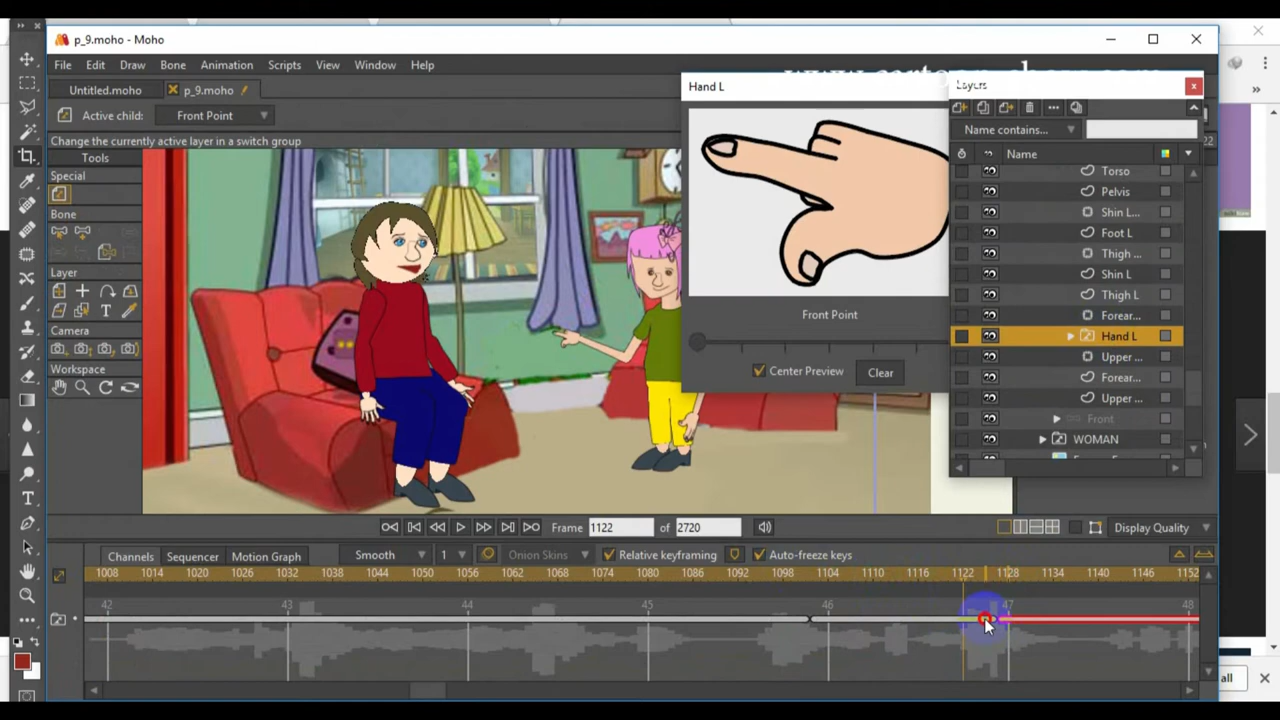 p_9.moho - Moho
File Edit Draw Bone Animation Scripts View Window Help
Untitled.moho p_9.moho
Active child: Front Point
Change the currently active layer in a switch group
Tools
Special
Bone
Layer
Camera
Workspace
Hand L
Front Point
Center Preview Clear
Layers
Name contains...
Name
Torso
Pelvis
Shin L...
Foot L
Thigh ...
Shin L
Thigh L
Forear...
Hand L
Upper ...
Forear...
Upper ...
Front
WOMAN
22
all
Frame 1122 of 2720 Display Quality
Channels Sequencer Motion Graph Smooth 1 Onion Skins Relative keyframing Auto-freeze keys
1008 1014 1020 1026 1032 1038 1044 1050 1056 1062 1068 1074 1080 1086 1092 1098 1104 1110 1116 1122 1128 1134 1140 1146 1152
42 43 44 45 46 47 48